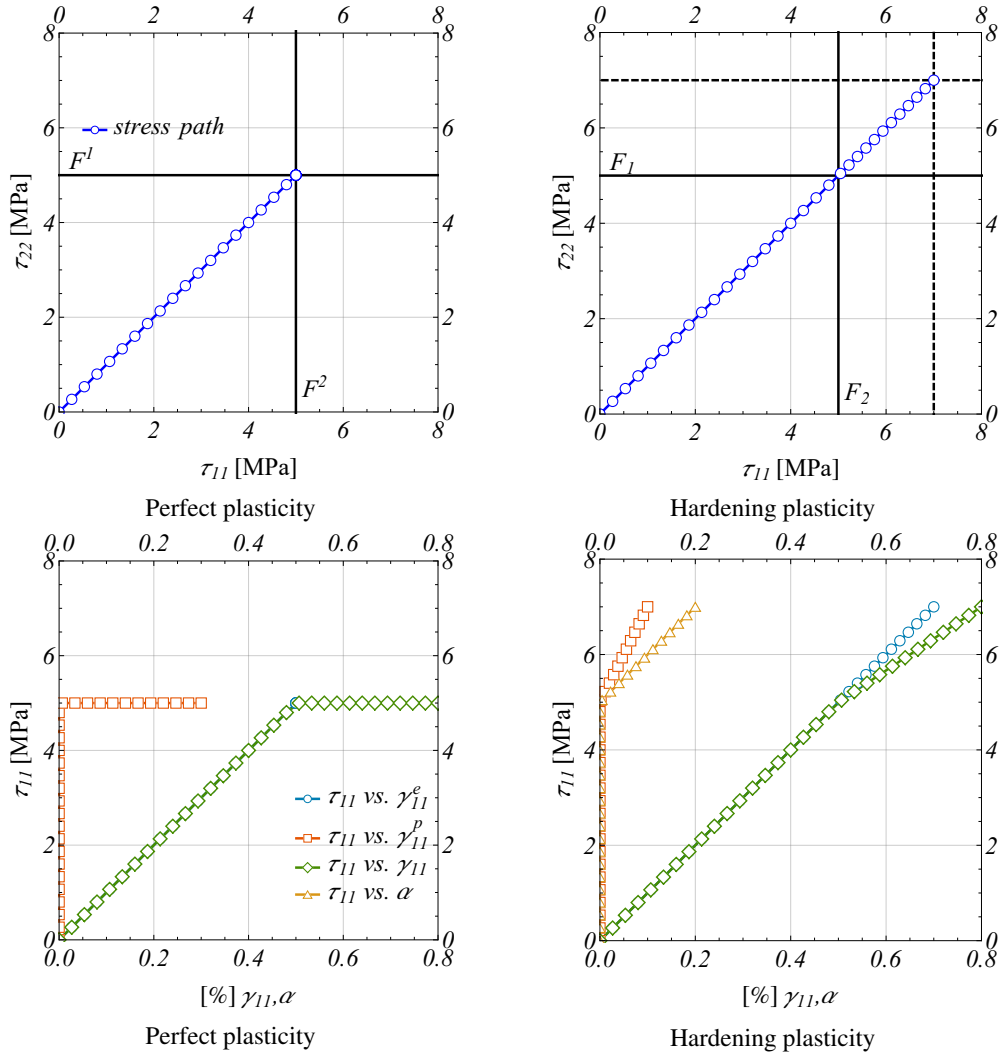 0 2 4 6 8
8 6 4 2 0
τ22 [MPa]
stress path
F^1
F^2
8 6 4 2 0
0 2 4 6 8
τ11 [MPa]
Perfect plasticity
0 2 4 6 8
8 6 4 2 0
τ22 [MPa]
F_1
F_2
8 6 4 2 0
0 2 4 6 8
τ11 [MPa]
Hardening plasticity
0.0 0.2 0.4 0.6 0.8
8 6 4 2 0
τ11 [MPa]
τ11 vs. γ^e_11
τ11 vs. γ^p_11
τ11 vs. γ11
τ11 vs. α
8 6 4 2 0
0.0 0.2 0.4 0.6 0.8
[%] γ11,α
Perfect plasticity
0.0 0.2 0.4 0.6 0.8
8 6 4 2 0
τ11 [MPa]
8 6 4 2 0
0.0 0.2 0.4 0.6 0.8
[%] γ11,α
Hardening plasticity